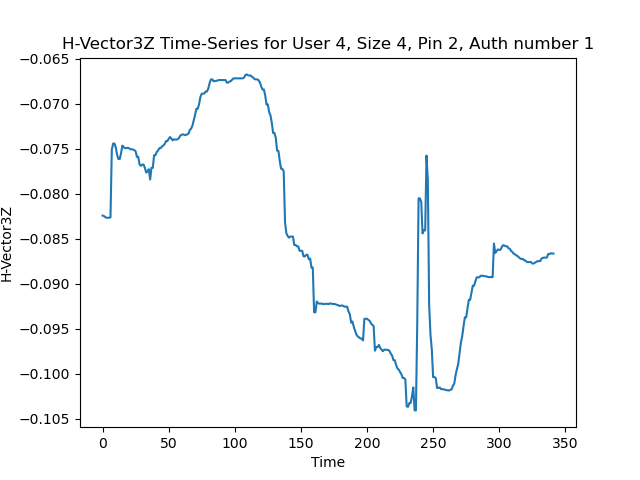 H-Vector3Z Time-Series for User 4, Size 4, Pin 2, Auth number 1
−0.065
−0.070
−0.075
−0.080
−0.085
−0.090
−0.095
−0.100
−0.105
H-Vector3Z
0 50 100 150 200 250 300 350
Time